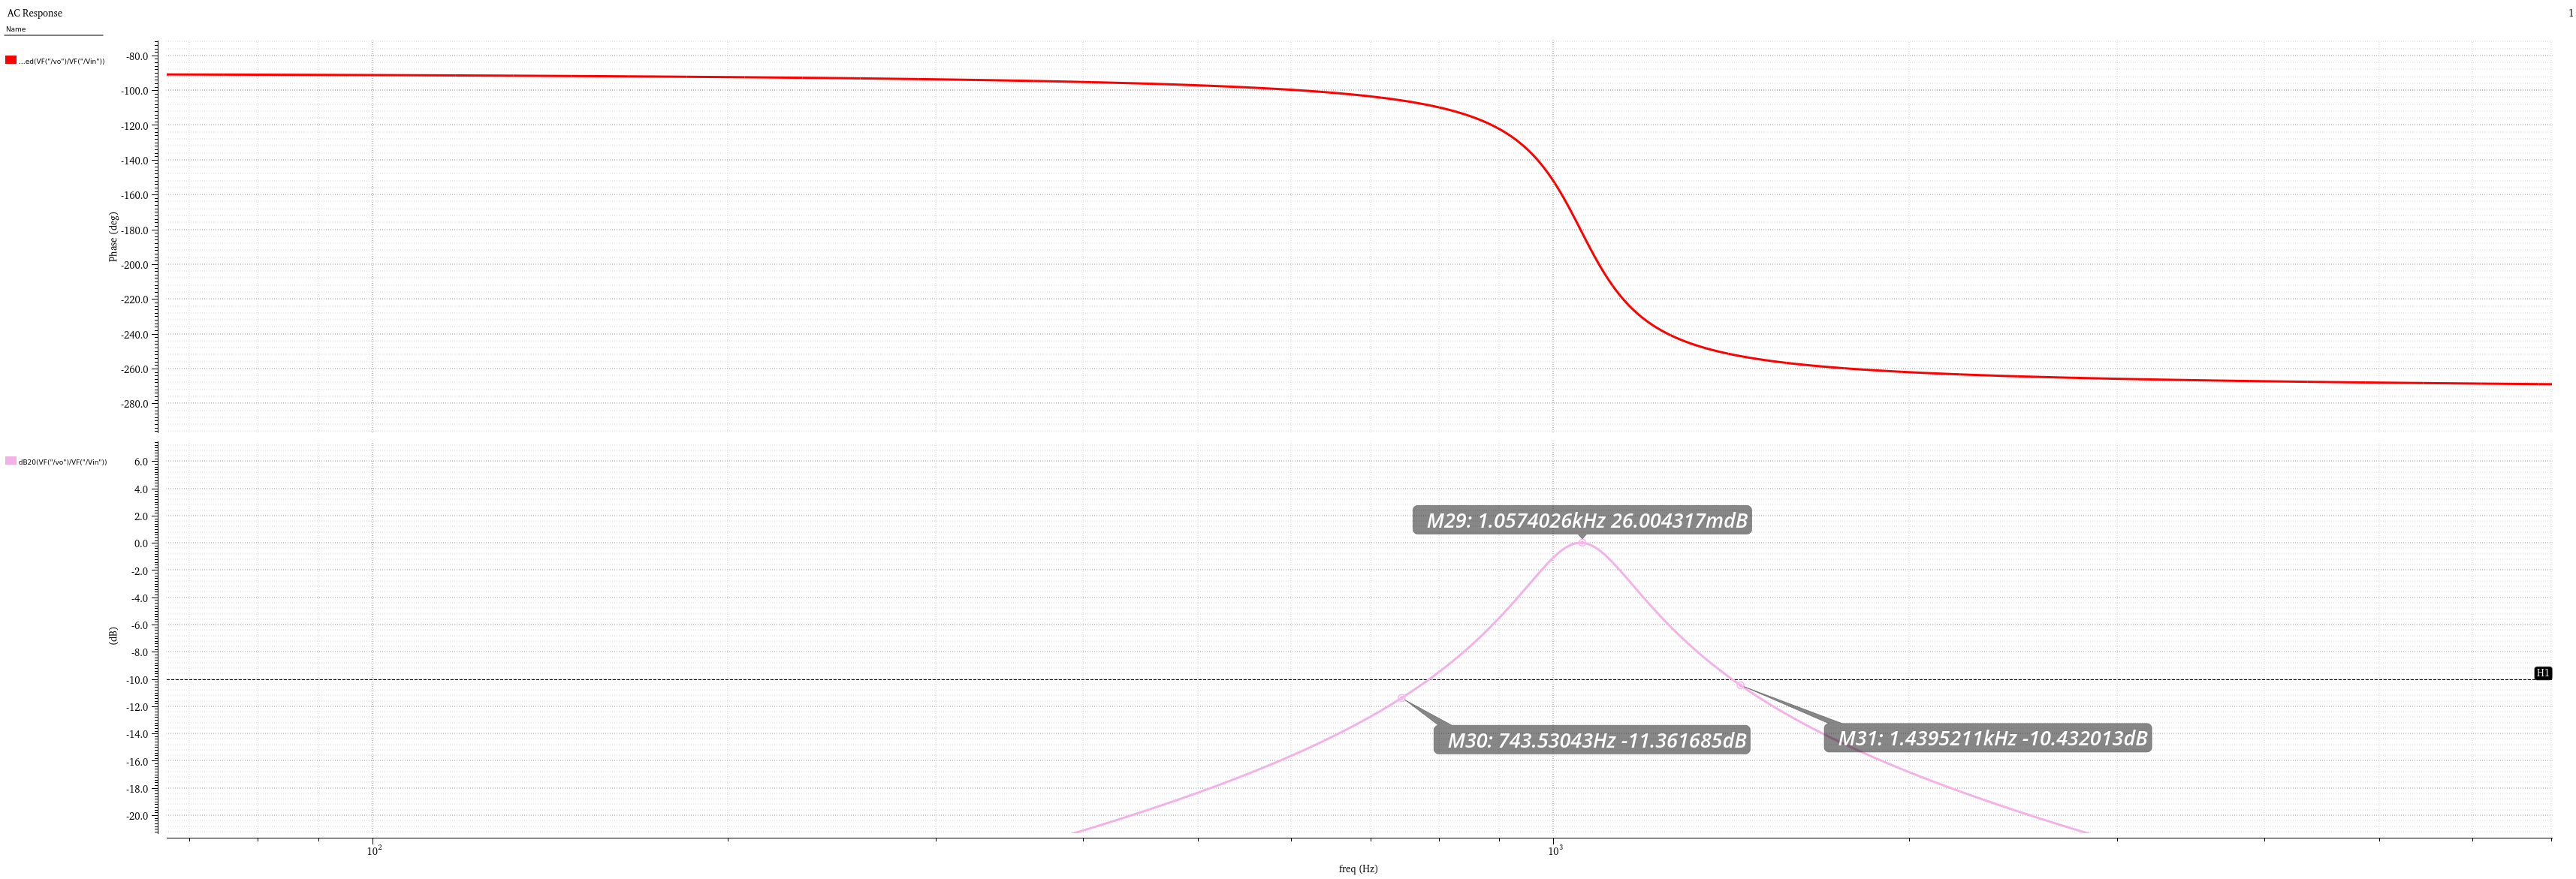 AC Response
1
Name
...ed(VF("/vo")/VF("/Vin"))
-80.0
-100.0
-120.0
-140.0
-160.0
-180.0
-200.0
-220.0
-240.0
-260.0
-280.0
Phase (deg)
dB20(VF("/vo")/VF("/Vin"))
6.0
4.0
2.0
0.0
-2.0
-4.0
-6.0
-8.0
-10.0
-12.0
-14.0
-16.0
-18.0
-20.0
(dB)
M29: 1.0574026kHz 26.004317mdB
H1
M30: 743.53043Hz -11.361685dB
M31: 1.4395211kHz -10.432013dB
10²
10³
freq (Hz)